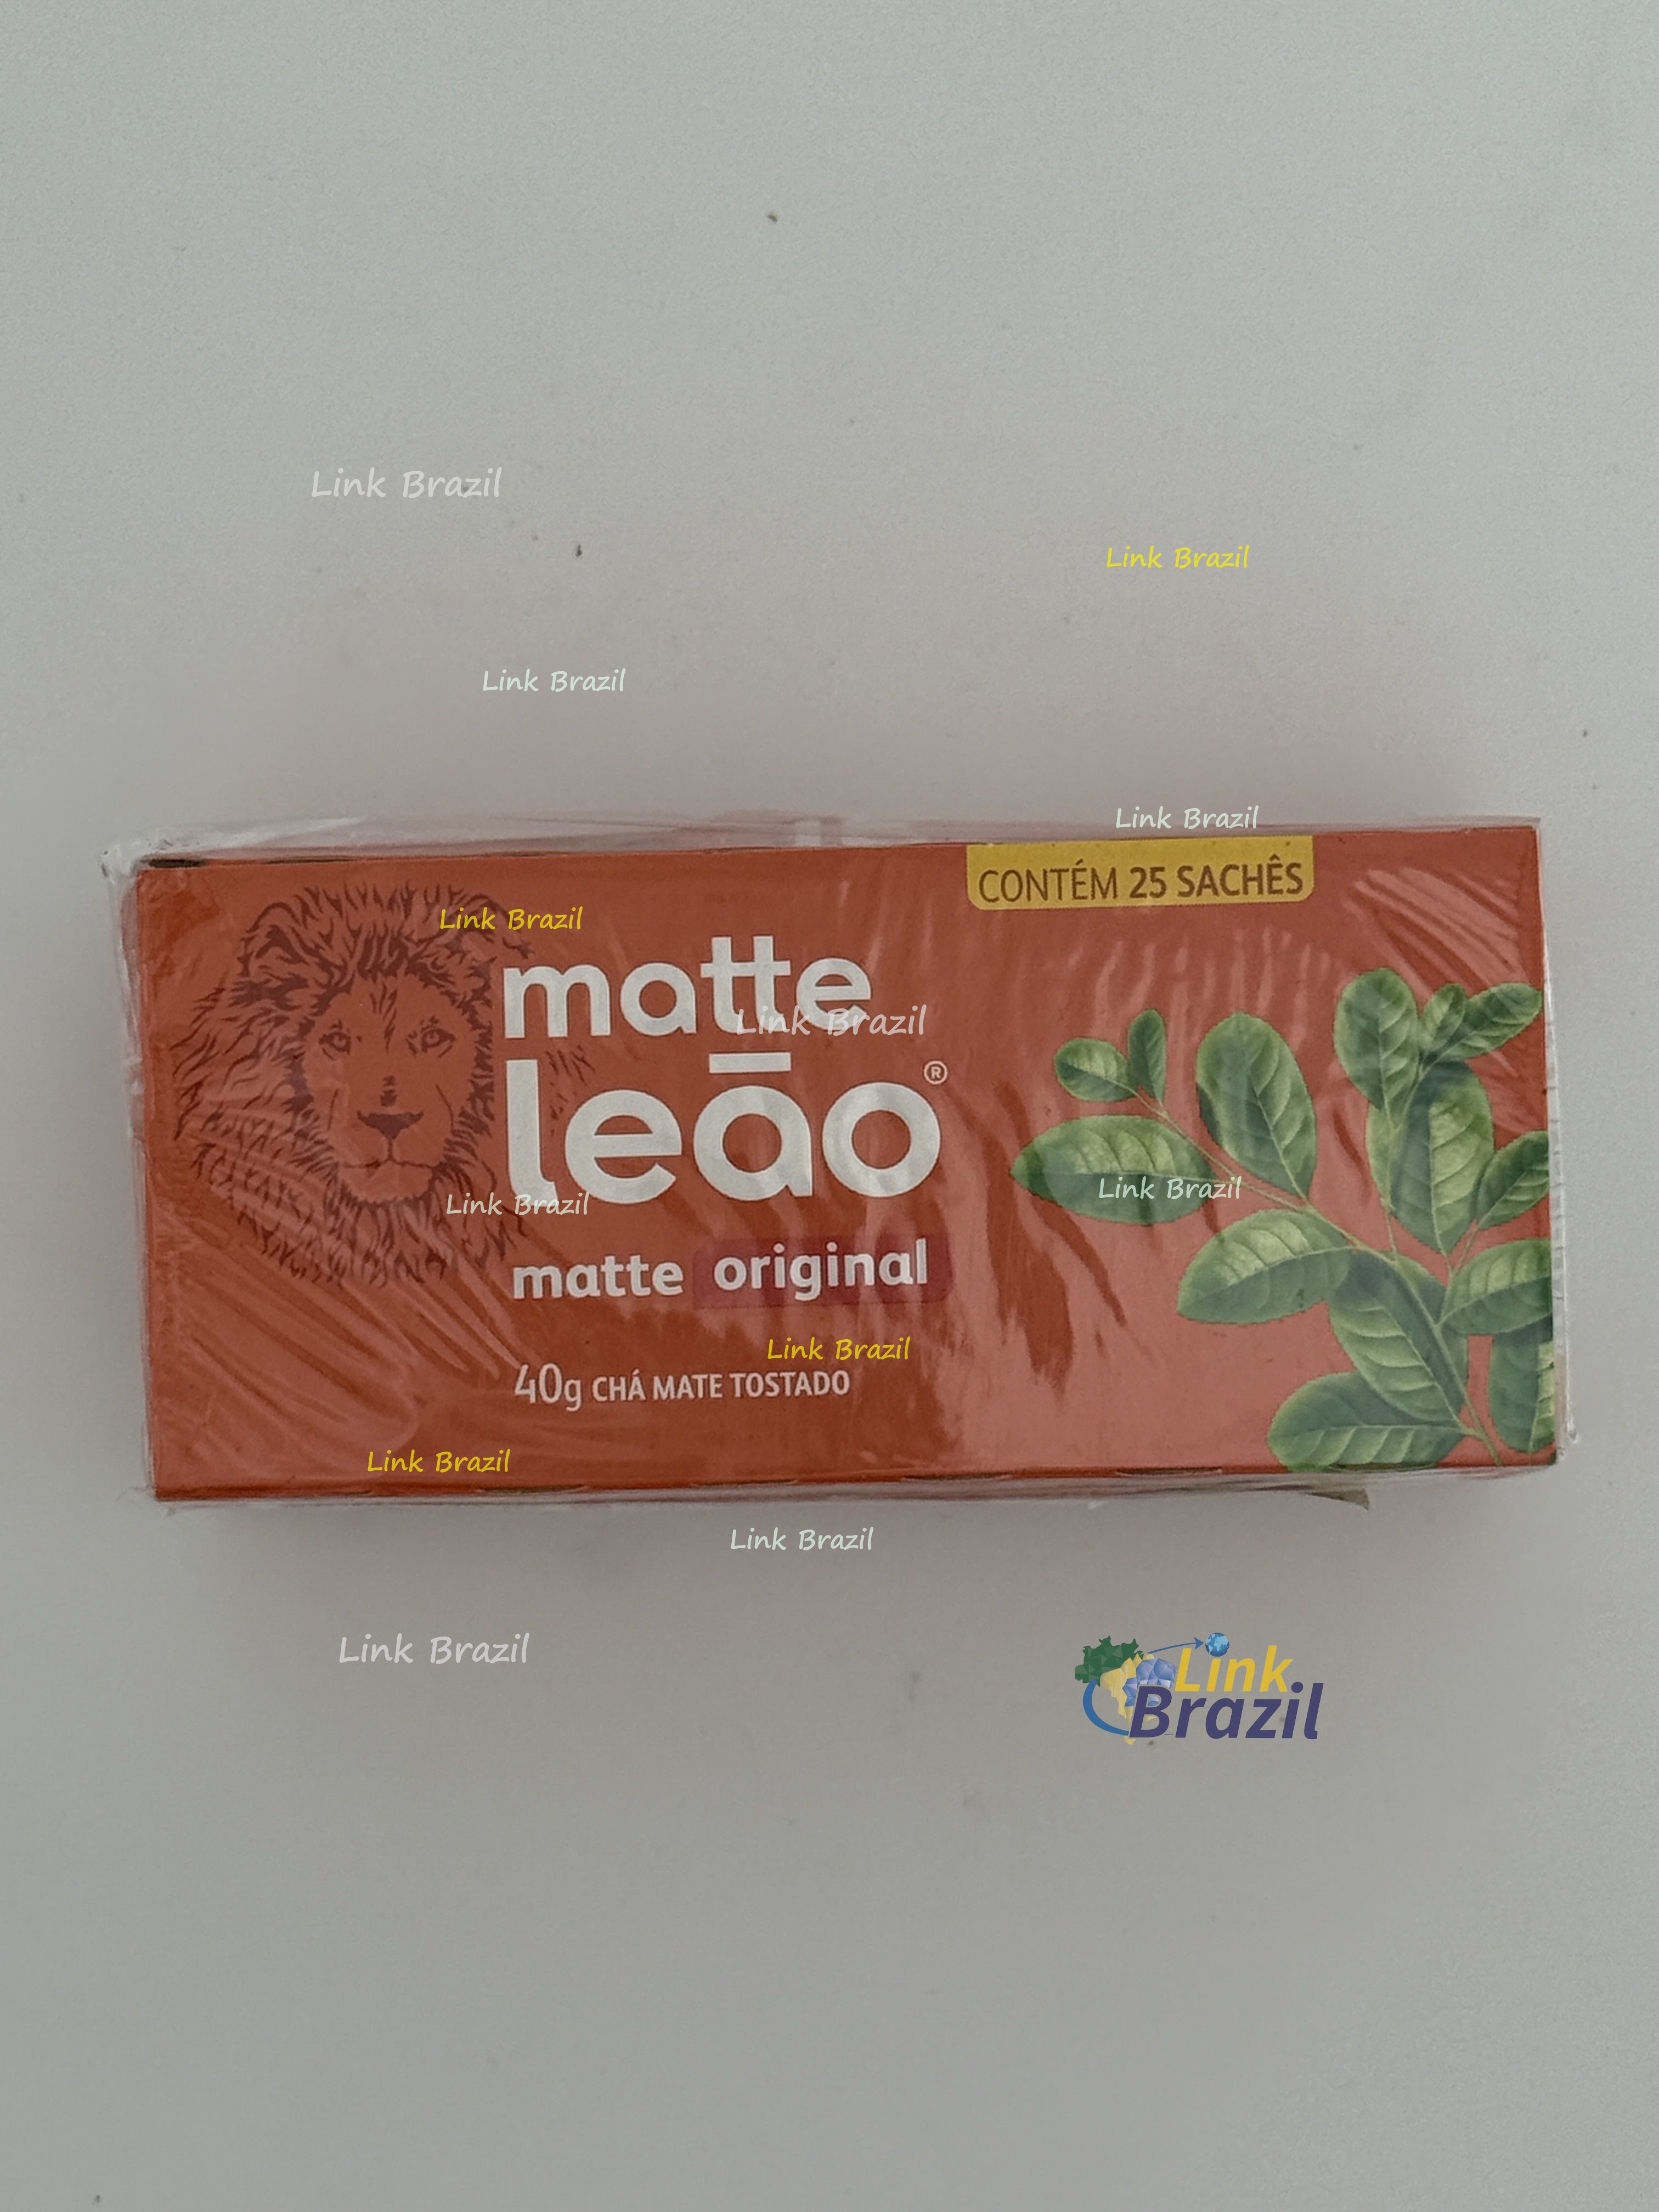 Link Brazil
Link Brazil
Link Brazil
Link Brazil
CONTÉM 25 SACHÊS
Link Brazil
matte
Link Brazil
leão®
Link Brazil
Link Brazil
matte original
Link Brazil
40g CHÁ MATE TOSTADO
Link Brazil
Link Brazil
Link Brazil
Link
Brazil